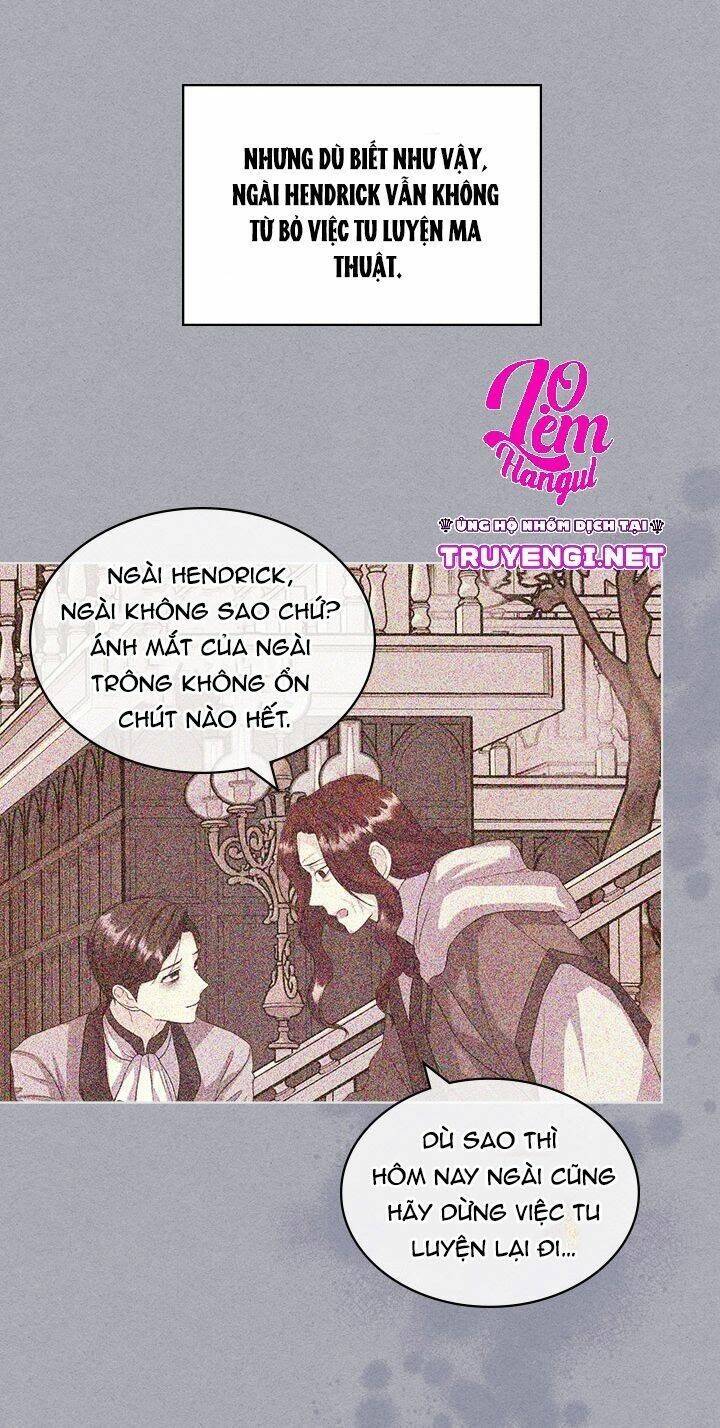 NHƯNG DÙ BIẾT NHƯ VẬY,
NGÀI HENDRICK VẪN KHÔNG
TỪ BỎ VIỆC TU LUYỆN MA
THUẬT.
LO
Lem
Hangul
ỦNG HỘ NHÓM DỊCH TẠI
TRUYENGI.NET
NGÀI HENDRICK,
NGÀI KHÔNG SAO CHỨ?
ÁNH MẮT CỦA NGÀI
TRÔNG KHÔNG ỔN
CHÚT NÀO HẾT.
DÙ SAO THÌ
HÔM NAY NGÀI CŨNG
HÃY DỪNG VIỆC TU
LUYỆN LẠI ĐI...